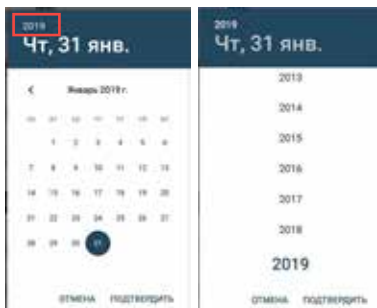 2019
Чт, 31 янв.
Январь 2019 г.
1 2 3 4 5 6
7 8 9 10 11 12 13
14 15 16 17 18 19 20
21 22 23 24 25 26 27
28 29 30 31
ОТМЕНА ПОДТВЕРДИТЬ
2019
Чт, 31 янв.
2013
2014
2015
2016
2017
2018
2019
ОТМЕНА ПОДТВЕРДИТЬ